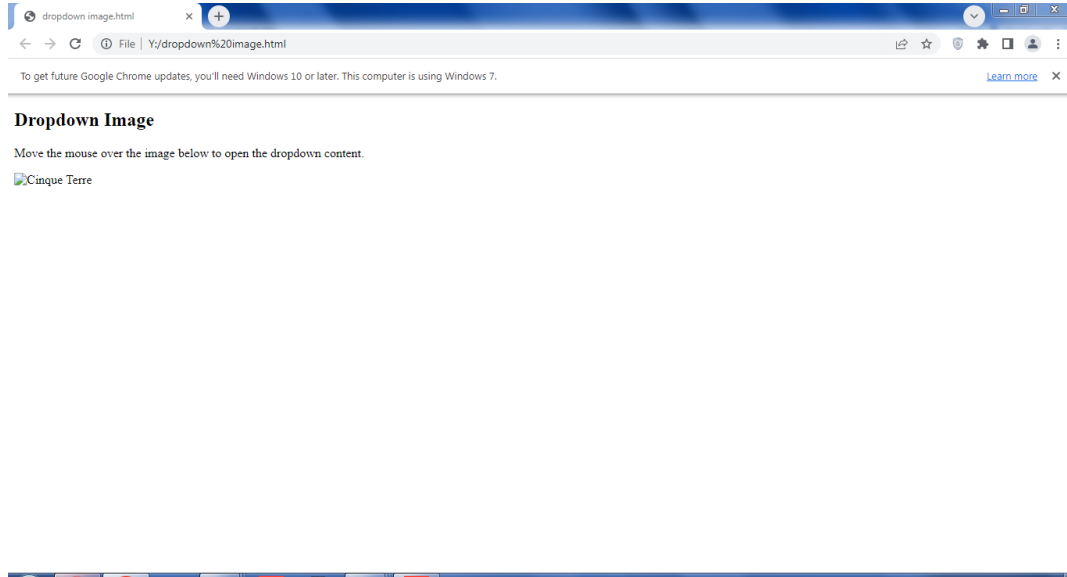 dropdown image.html
File | Y:/dropdown%20image.html
To get future Google Chrome updates, you'll need Windows 10 or later. This computer is using Windows 7. Learn more
Dropdown Image
Move the mouse over the image below to open the dropdown content.
Cinque Terre